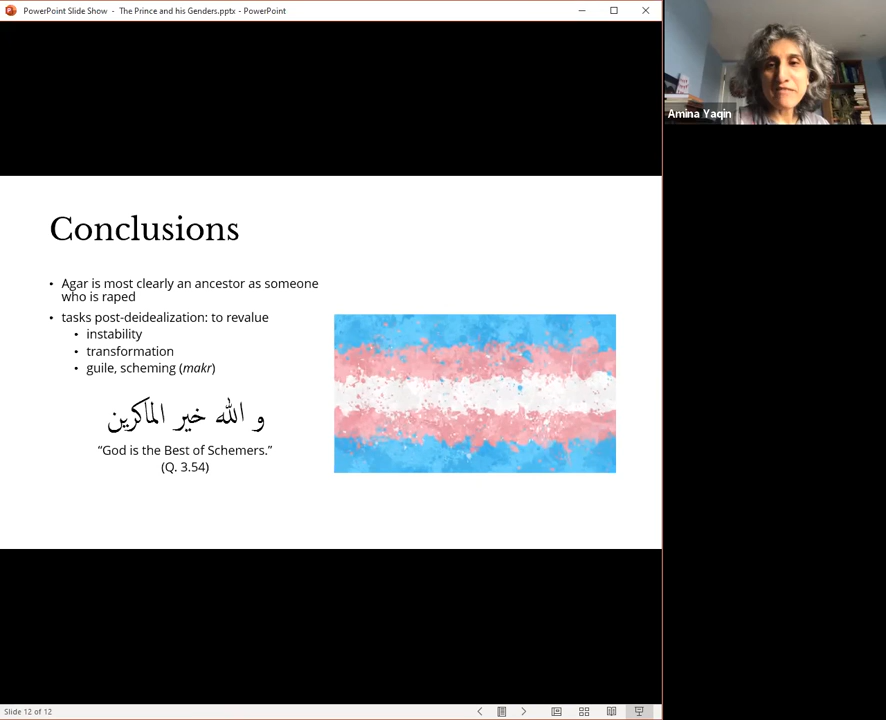 PowerPoint Slide Show - The Prince and his Genders.pptx - PowerPoint
Amina Yaqin
Conclusions
• Agar is most clearly an ancestor as someone
who is raped
• tasks post-deidealization: to revalue
• instability
• transformation
• guile, scheming (makr)
و الله خير الماكرين
“God is the Best of Schemers.”
(Q. 3.54)
Slide 12 of 12